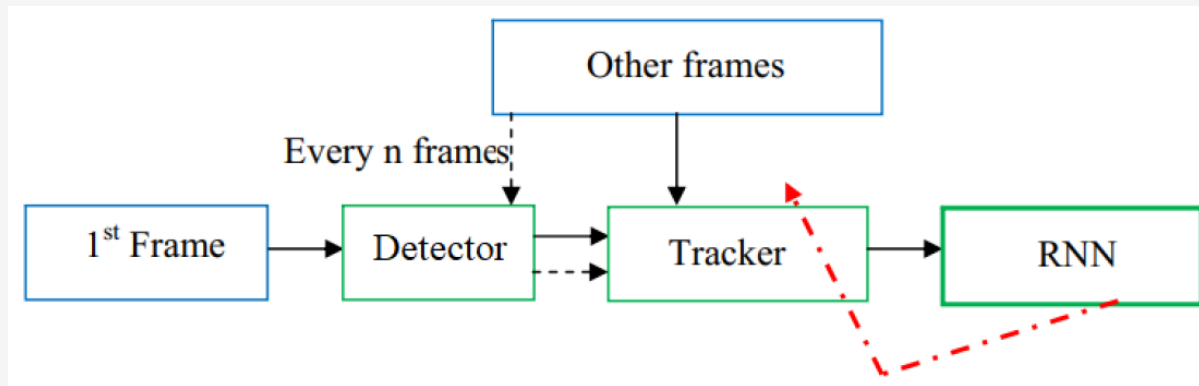 Other frames
Every n frames
1st Frame
Detector
Tracker
RNN